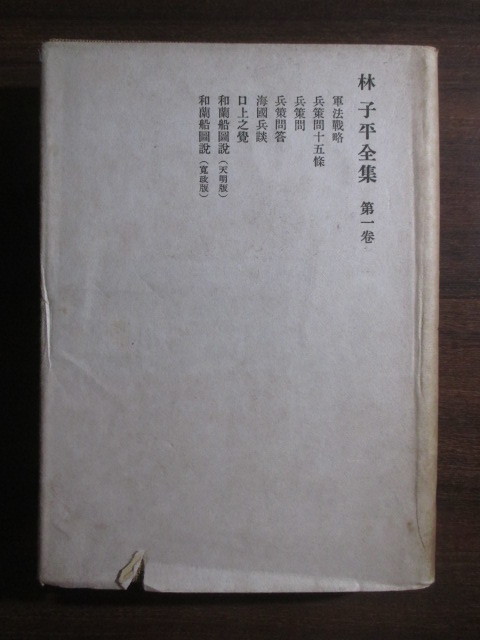 林子平全集 第一卷
軍法戰略
兵策問十五條
兵策問
兵策問答
海國兵談
口上之覺
和蘭船圖說（天明版）
和蘭船圖說（寬政版）